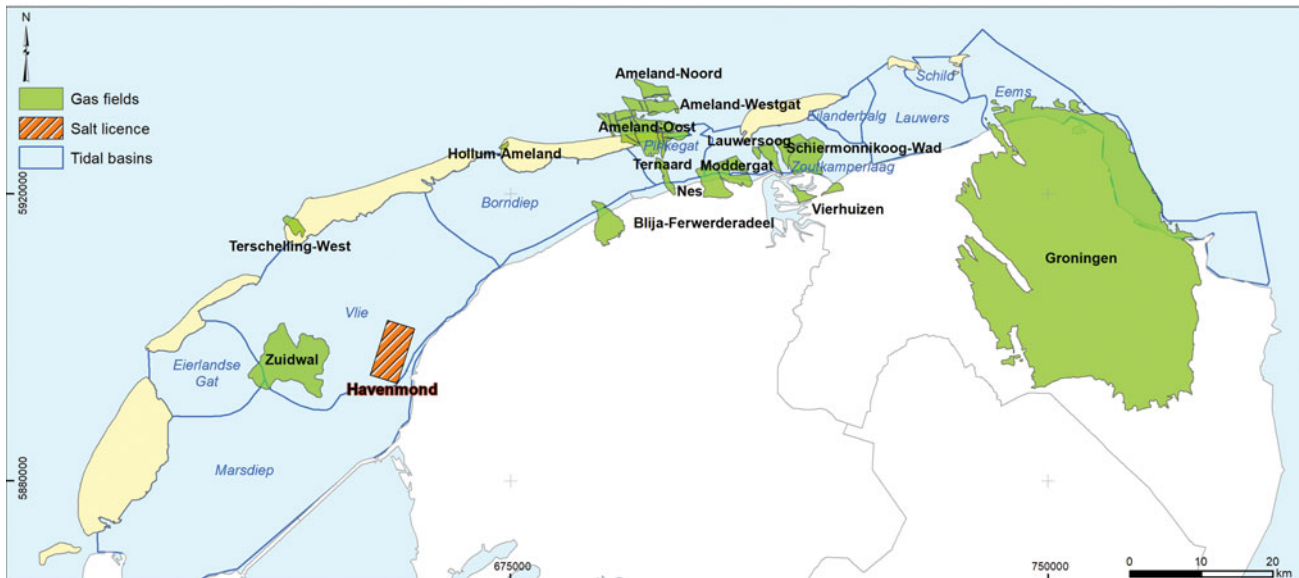 N
Gas fields
Salt licence
Tidal basins
Ameland-Noord
Ameland-Westgat
Ameland-Oost
Pinkegat
Hollum-Ameland
Ternaard
Lauwersoog
Moddergat
Nes
Schiermonnikoog-Wad
Zoutkamperlaag
Eilanderbalg
Lauwers
Schild
Eems
Vierhuizen
Blija-Ferwerderadeel
Borndiep
Terschelling-West
Groningen
Vlie
Eierlandse
Gat
Zuidwal
Havenmond
Marsdiep
5920000
5880000
675000
750000
0 10 20
km